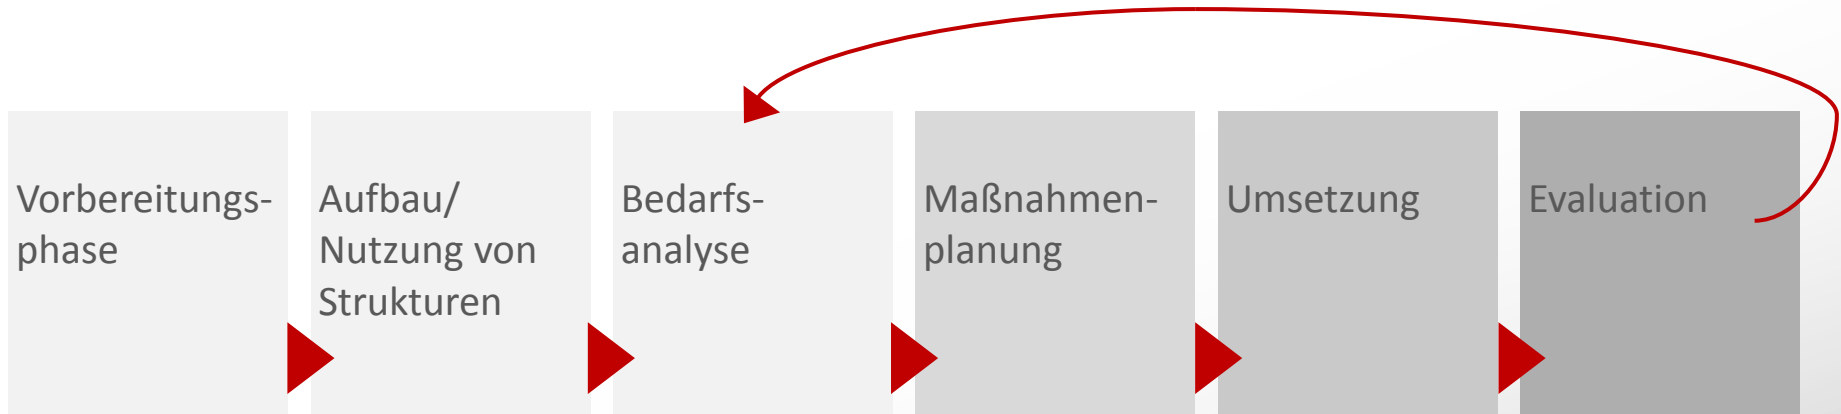 Vorbereitungs-
phase
Aufbau/
Nutzung von
Strukturen
Bedarfs-
analyse
Maßnahmen-
planung
Umsetzung
Evaluation